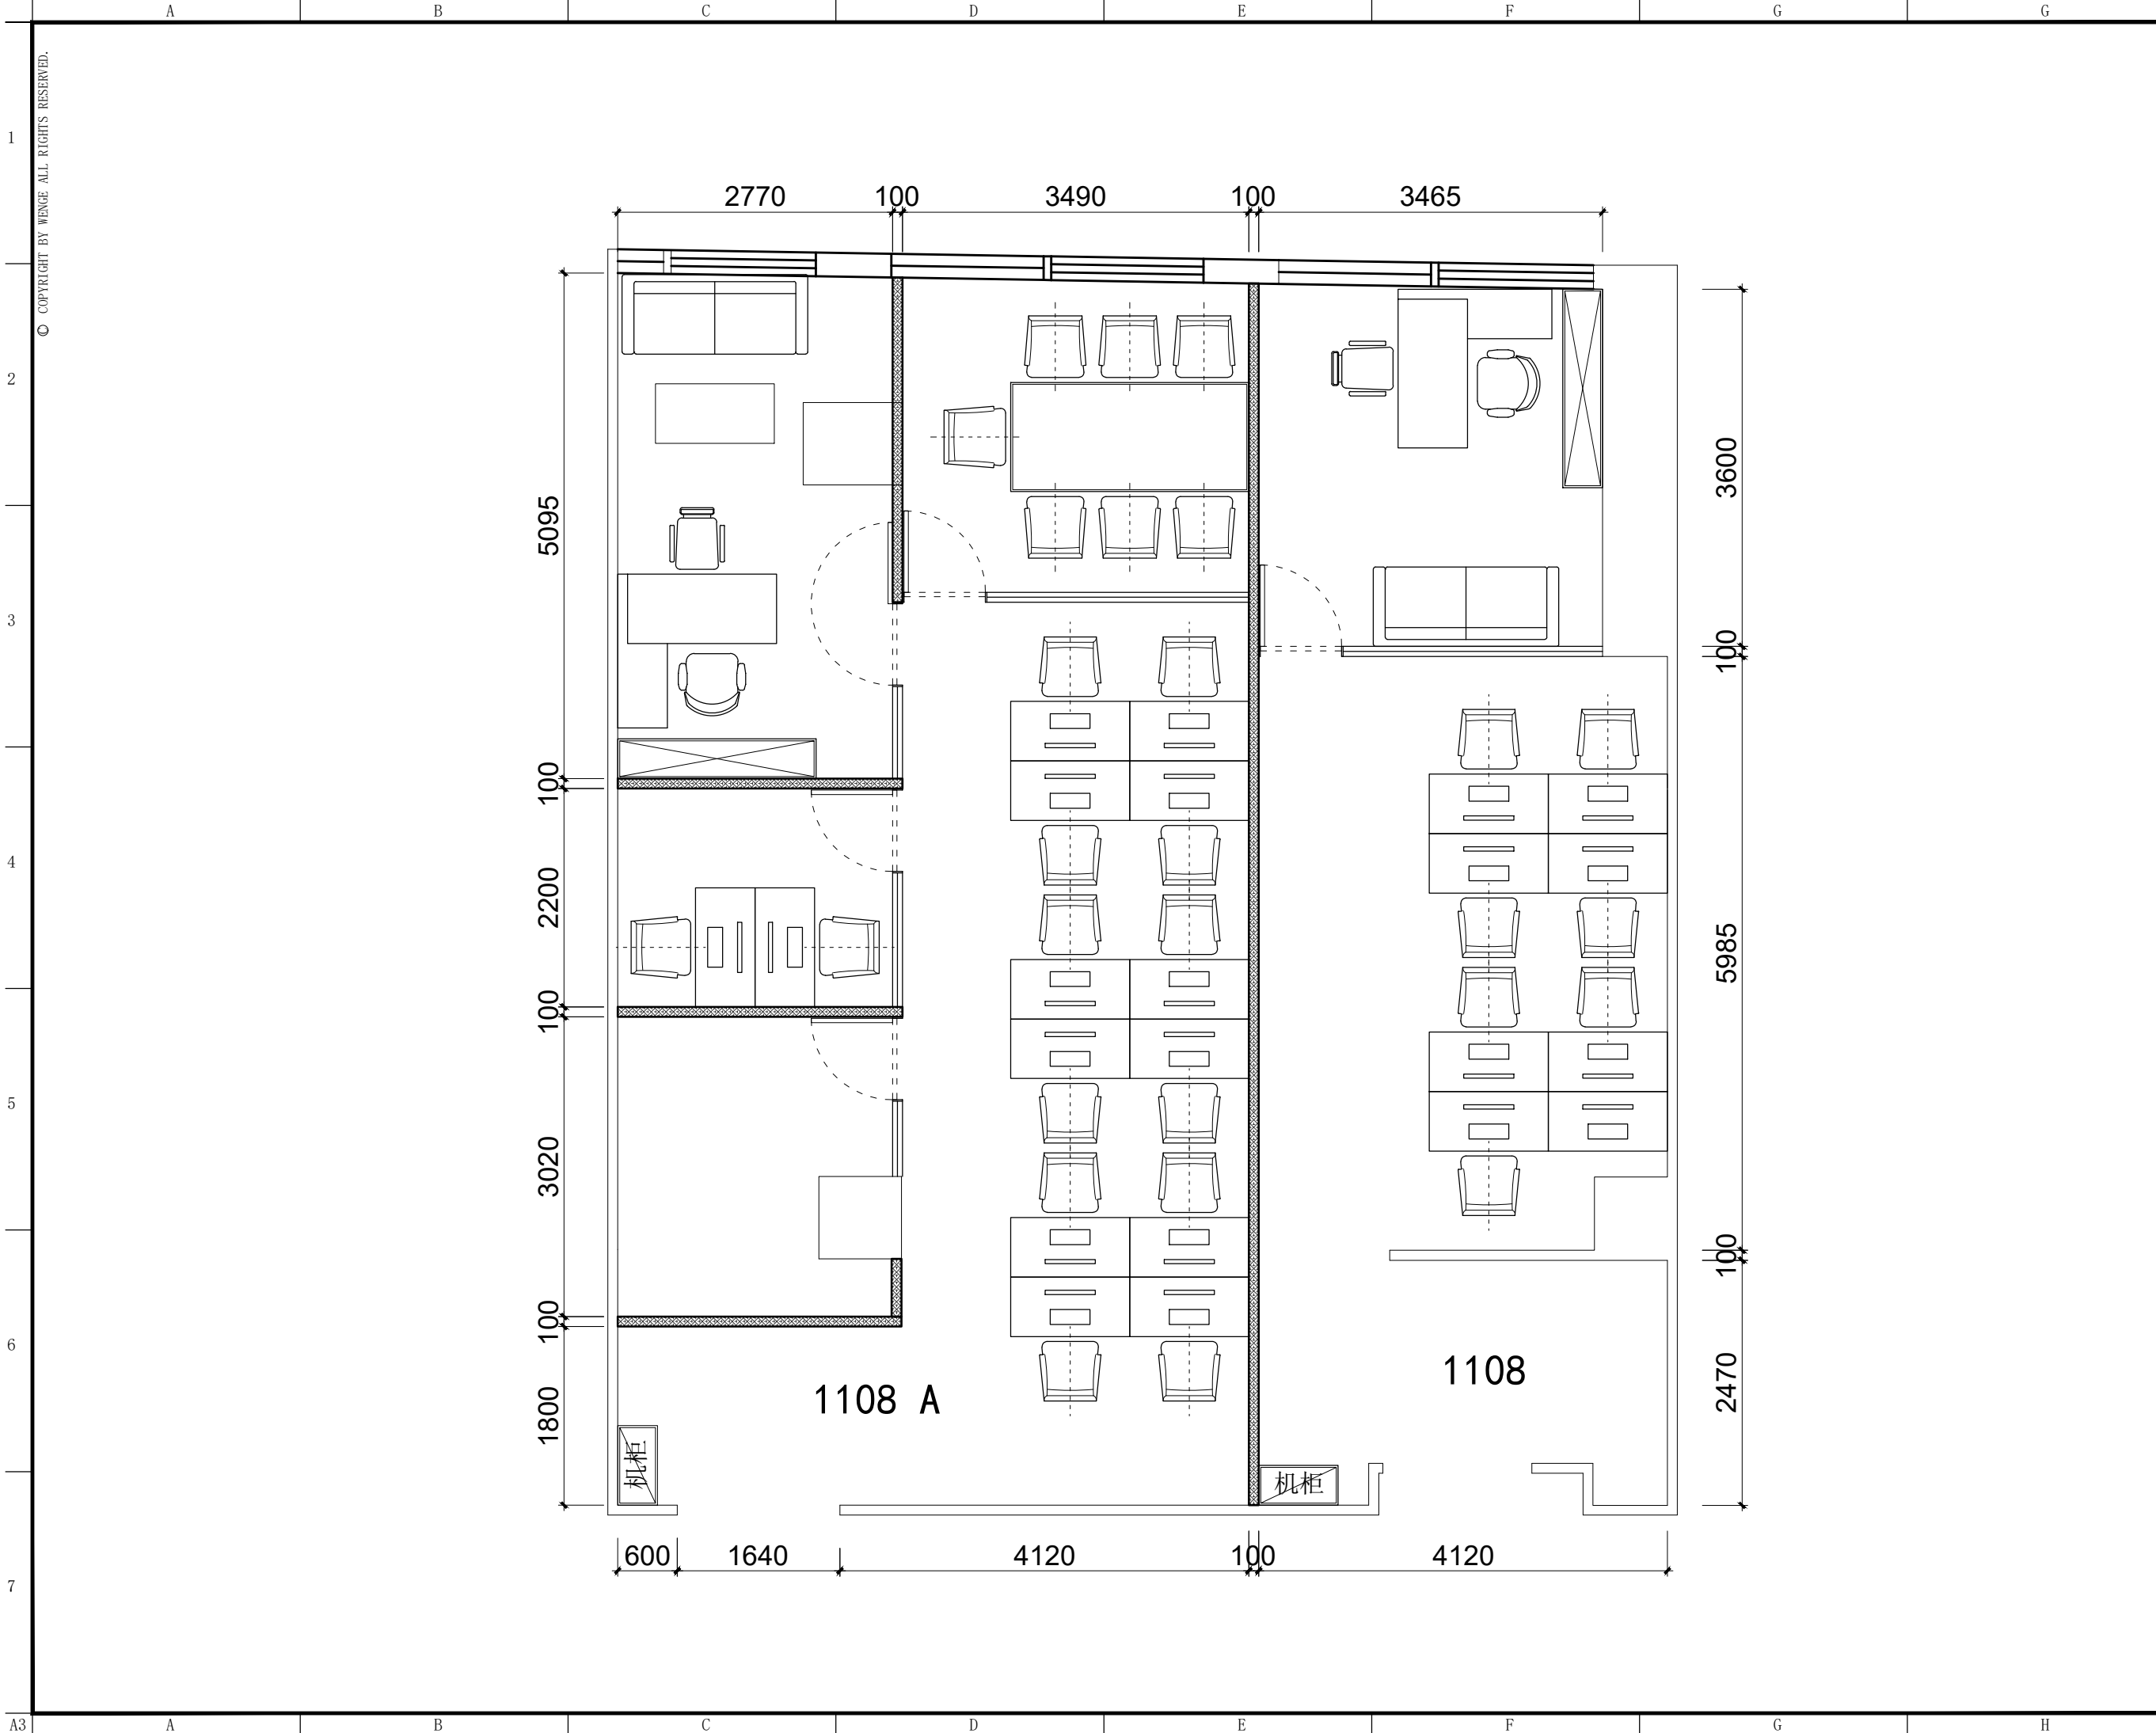 A B C D E F G G
© COPYRIGHT BY WENGE ALL RIGHTS RESERVED.
1
2
3
4
5
6
7
2770 100 3490 100 3465
5095
100
2200
100
3020
100
1800
3600
100
5985
100
2470
1108 A
1108
机柜
机柜
600 1640 4120 100 4120
A3 A B C D E F G H